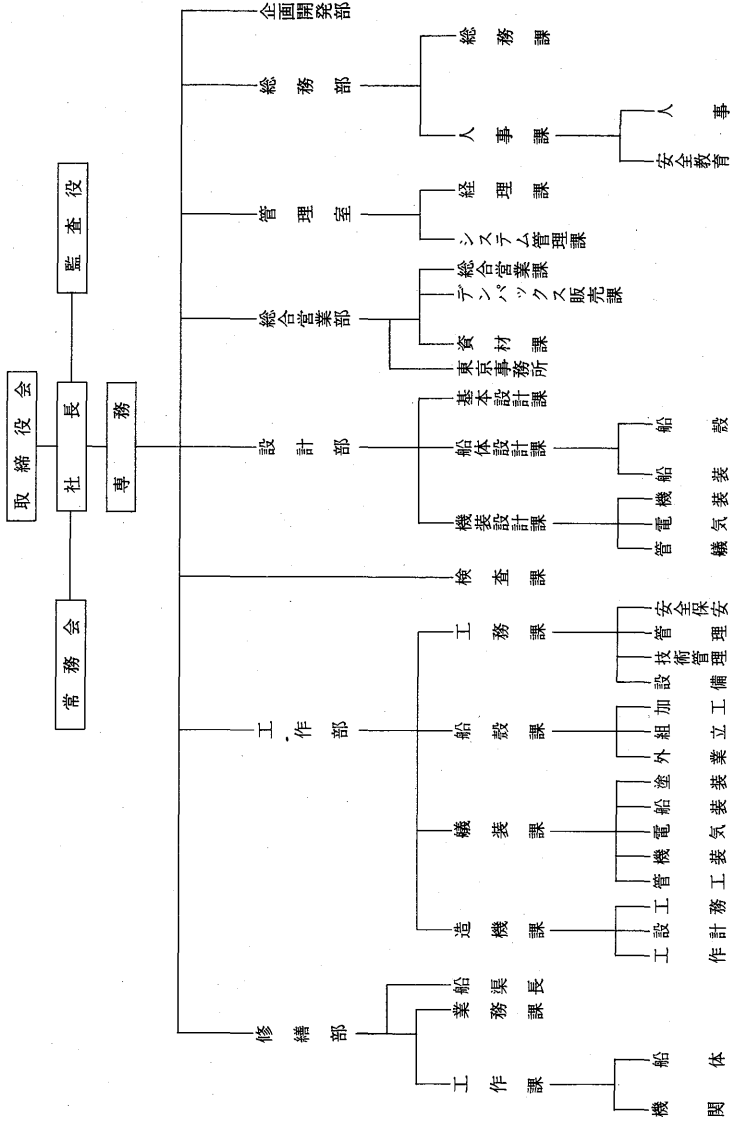 取締役会
常務会
社長
監査役
専務
企画開発部
総務部
総務課
人事課
人事
安全教育
管理室
経理課
システム管理課
総合営業部
総合営業課
デンパックス販売課
資材課
東京事務所
設計部
基本設計課
船体設計課
船殻
船装
機装設計課
機装
電気
管艤
検査課
工作部
工務課
安全保安
管理
技術管理
設備
船殻課
加工
組立
外業
艤装課
塗装
船装
電気
機装
管工
造機課
工務
設計
工作
修繕部
船渠長
業務課
工作課
船体
機関